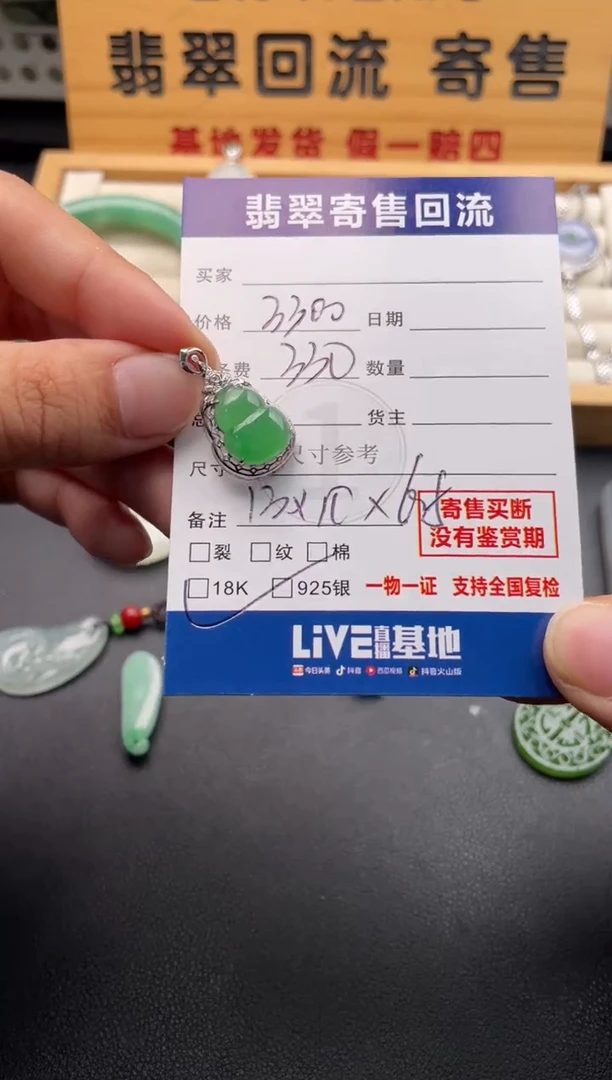 翡翠回流 寄售
基地发货 假一赔四
翡翠寄售回流
买家
价格 3300 日期
费 330 数量
货主
尺寸 尺寸参考
备注 13×10×6.8
寄售买断
没有鉴赏期
裂 纹 棉
18K 925银 一物一证 支持全国复检
LiVE直播基地
今日头条 抖音 西瓜视频 抖音火山版